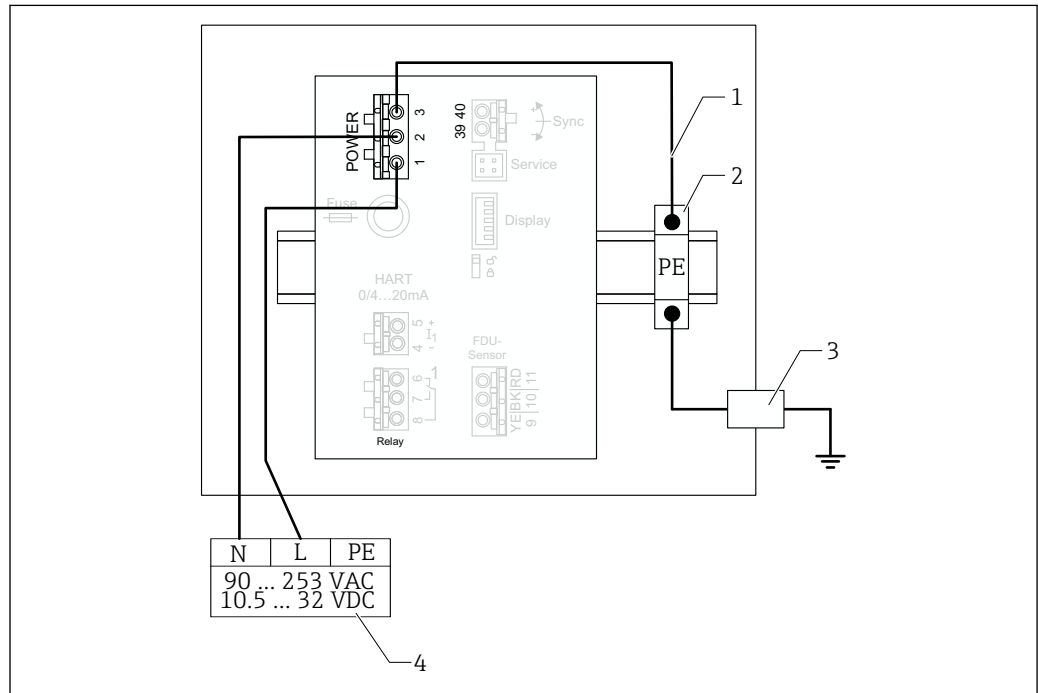 1
2
3
4
POWER
3
2
1
39 40
Sync
Service
Fuse
Display
HART
0/4...20mA
5 +
4 -
I1
FDU-
Sensor
6
7
8
1
Relay
YE BK RD
9 10 11
PE
N L PE
90 ... 253 VAC
10.5 ... 32 VDC